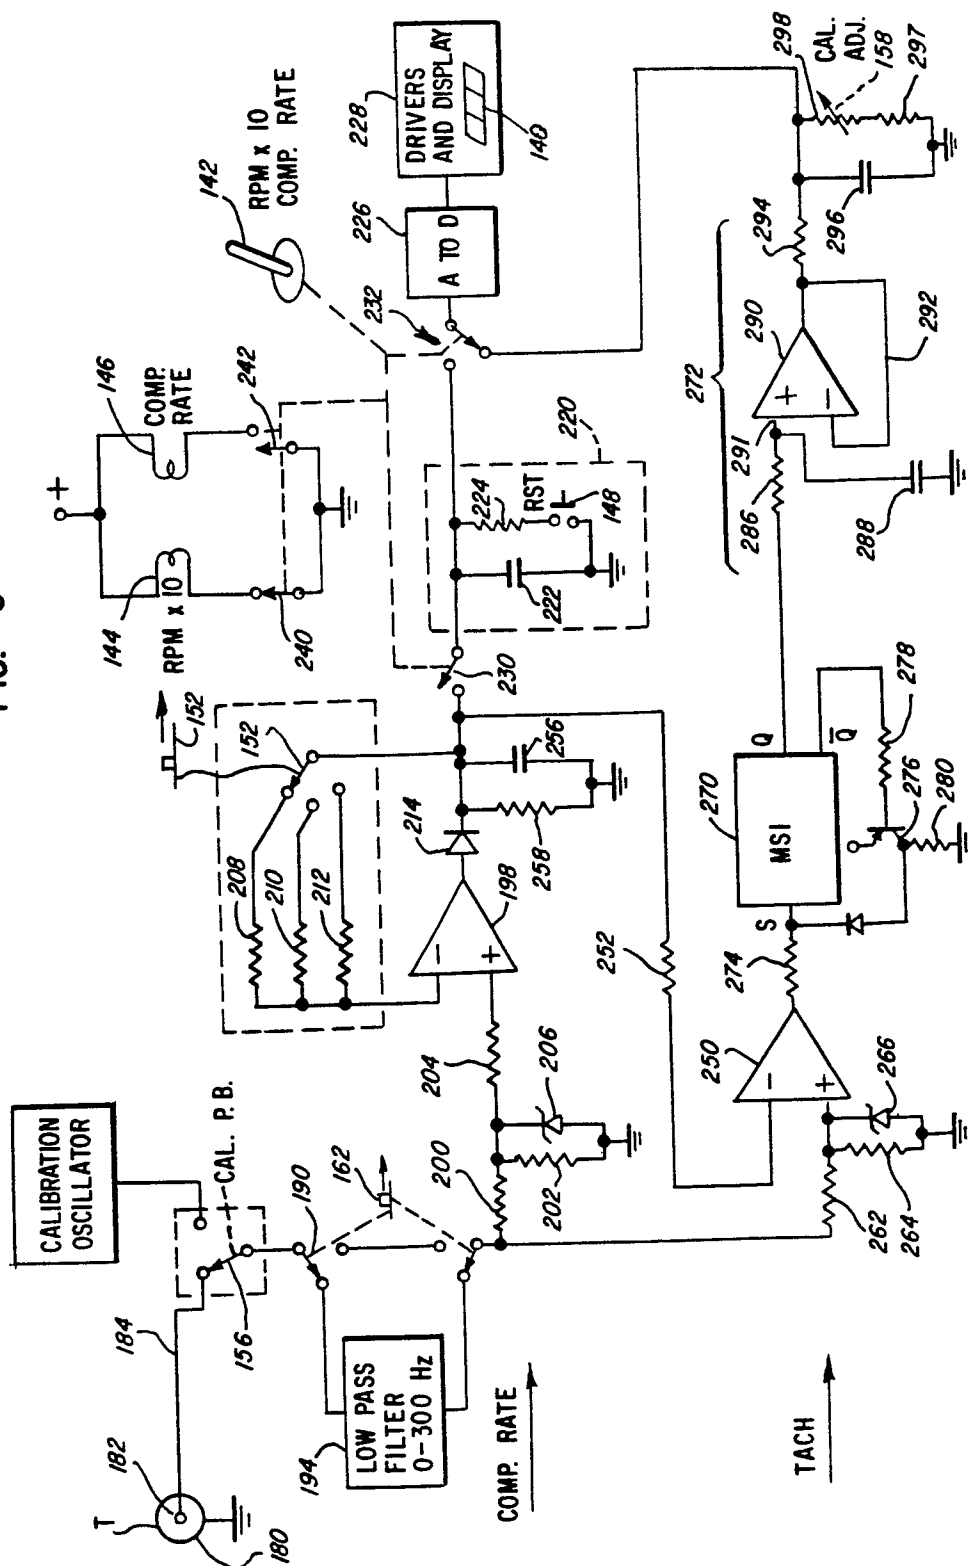 T
182
184
180
CALIBRATION
OSCILLATOR
CAL. P.B.
156
190
162
LOW PASS
FILTER
0-300 Hz
194
200
202
204
206
COMP. RATE
TACH
208
210
212
152
152
198
214
256
258
252
250
262
264
266
274
S
270
MSI
Q
Q̅
276
278
280
144
RPM x 10
146
COMP.
RATE
+
240
242
230
220
222
224
RST
148
142
RPM x 10
COMP. RATE
232
226
A TO D
228
DRIVERS
AND DISPLAY
140
272
286
288
291
290
+
-
292
294
296
298
CAL.
ADJ.
158
297
-
+
-
+